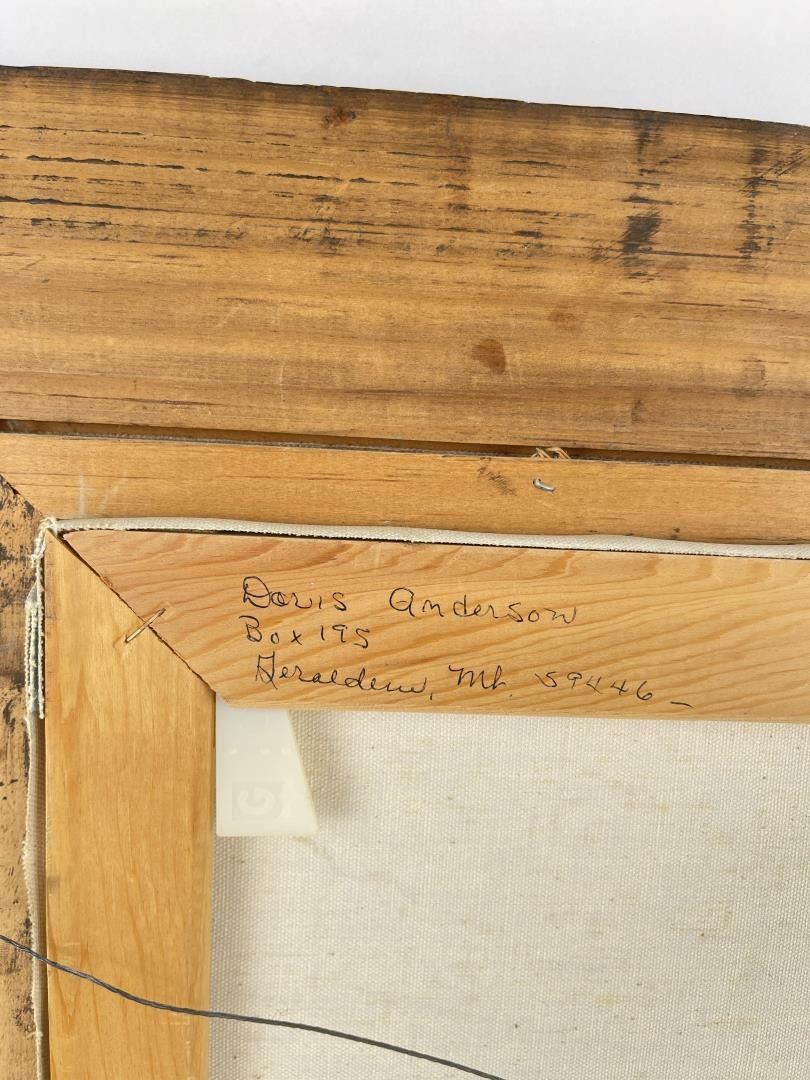 Doris Anderson
Box 195
Geraldine, Mt. 59446 —
G